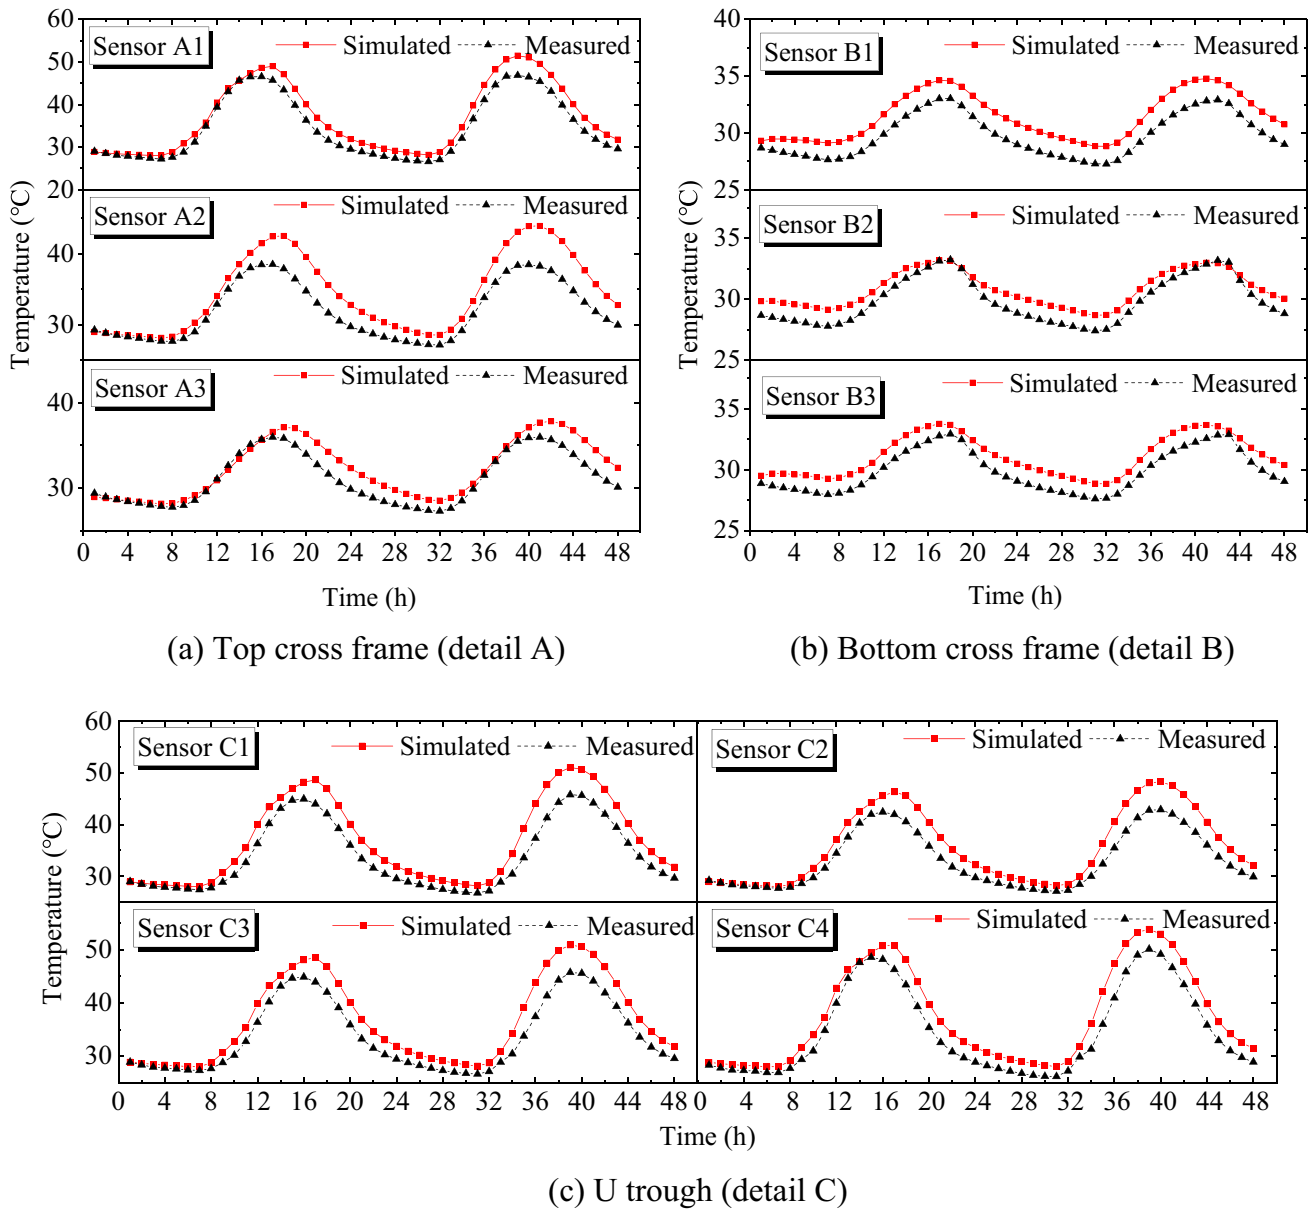 60
Sensor A1
Simulated
Measured
50
40
30
20
Sensor A2
Simulated
Measured
40
30
Sensor A3
Simulated
Measured
40
30
Temperature (°C)
0 4 8 12 16 20 24 28 32 36 40 44 48
Time (h)
(a) Top cross frame (detail A)
40
Sensor B1
Simulated
Measured
35
30
25
Sensor B2
Simulated
Measured
35
30
25
Sensor B3
Simulated
Measured
35
30
25
Temperature (°C)
0 4 8 12 16 20 24 28 32 36 40 44 48
Time (h)
(b) Bottom cross frame (detail B)
60
Sensor C1
Simulated
Measured
50
40
30
Sensor C2
Simulated
Measured
Sensor C3
Simulated
Measured
50
40
30
Sensor C4
Simulated
Measured
Temperature (°C)
0 4 8 12 16 20 24 28 32 36 40 44 48
0 4 8 12 16 20 24 28 32 36 40 44 48
Time (h)
(c) U trough (detail C)